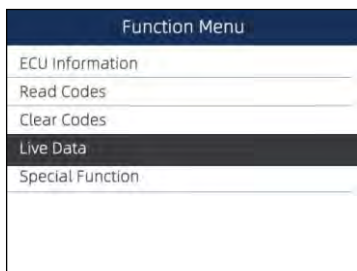 Function Menu
ECU Information
Read Codes
Clear Codes
Live Data
Special Function